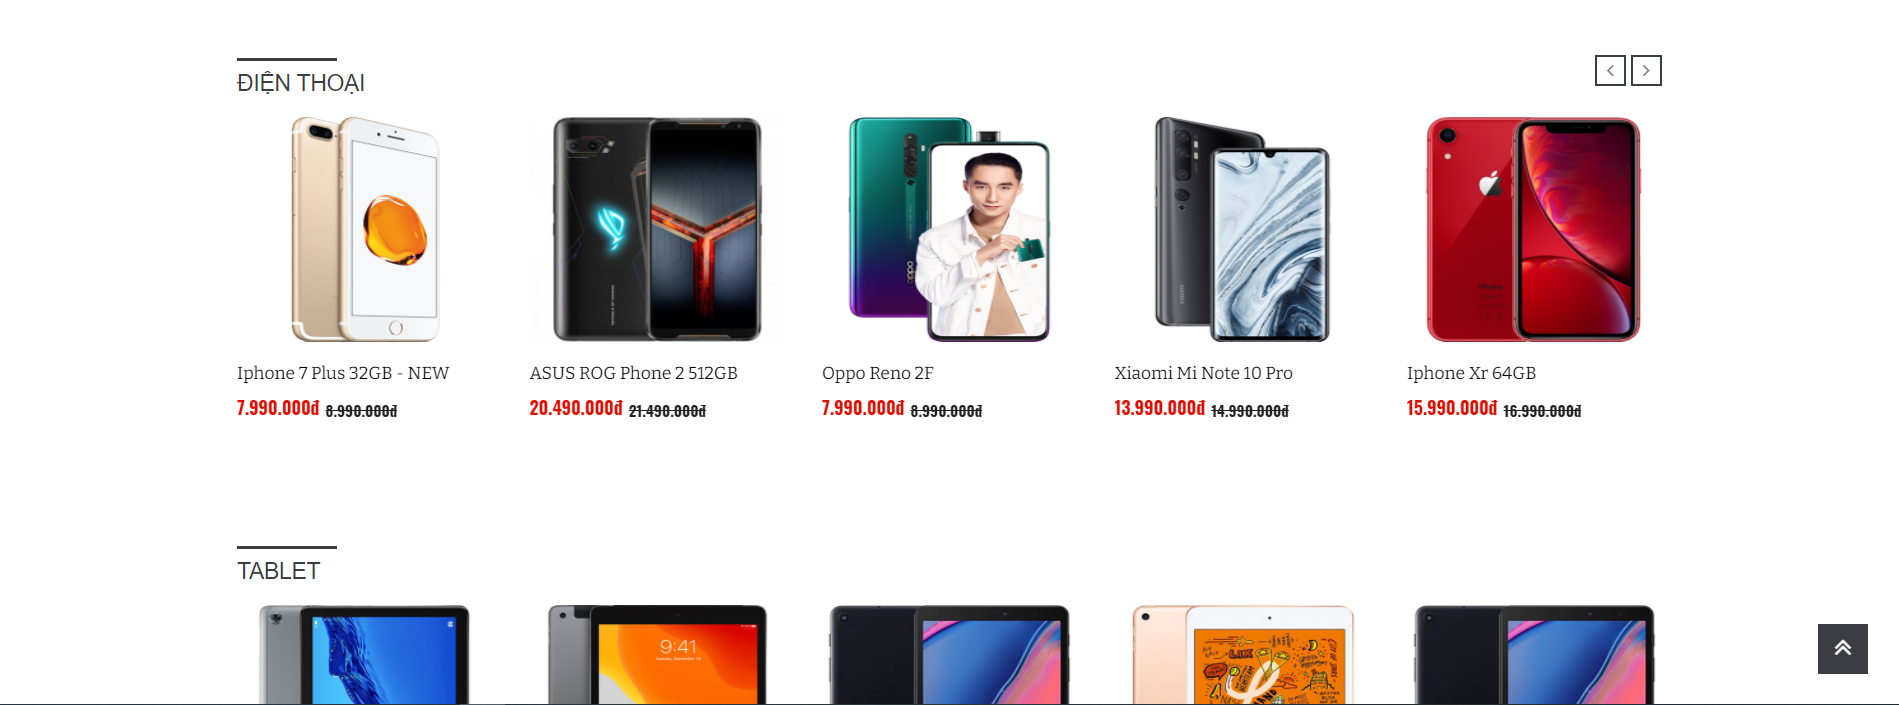 ĐIỆN THOẠI
Iphone 7 Plus 32GB - NEW
7.990.000đ 8.990.000đ
ASUS ROG Phone 2 512GB
20.490.000đ 21.490.000đ
Oppo Reno 2F
7.990.000đ 8.990.000đ
Xiaomi Mi Note 10 Pro
13.990.000đ 14.990.000đ
Iphone Xr 64GB
15.990.000đ 16.990.000đ
TABLET
9:41